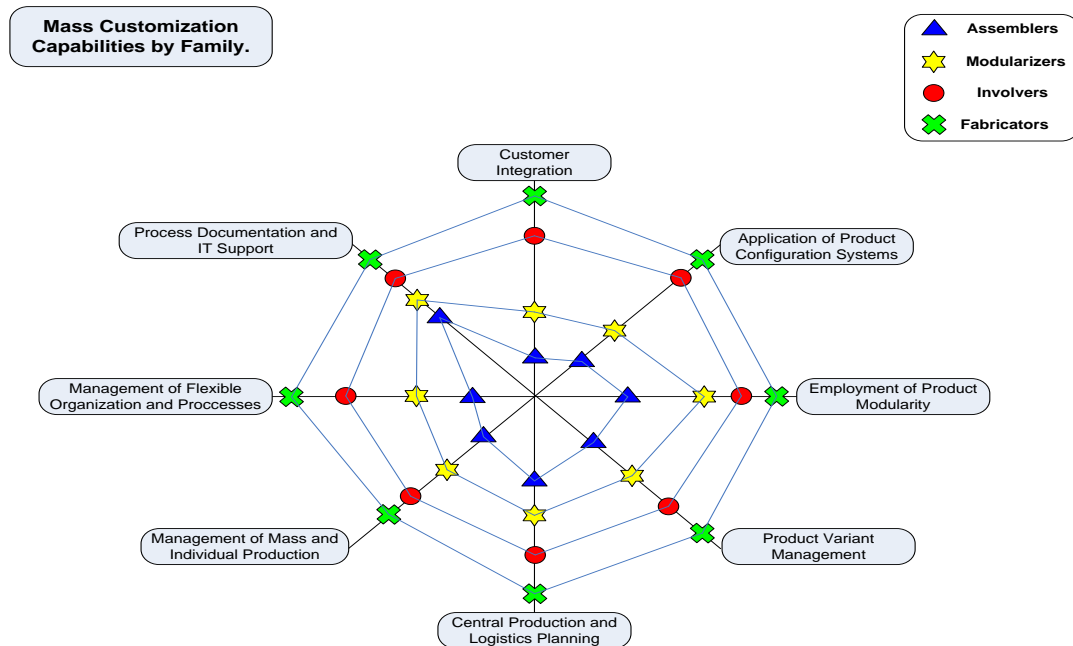 Mass Customization
Capabilities by Family.
Assemblers
Modularizers
Involvers
Fabricators
Customer
Integration
Process Documentation and
IT Support
Application of Product
Configuration Systems
Management of Flexible
Organization and Proccesses
Employment of Product
Modularity
Management of Mass and
Individual Production
Product Variant
Management
Central Production and
Logistics Planning